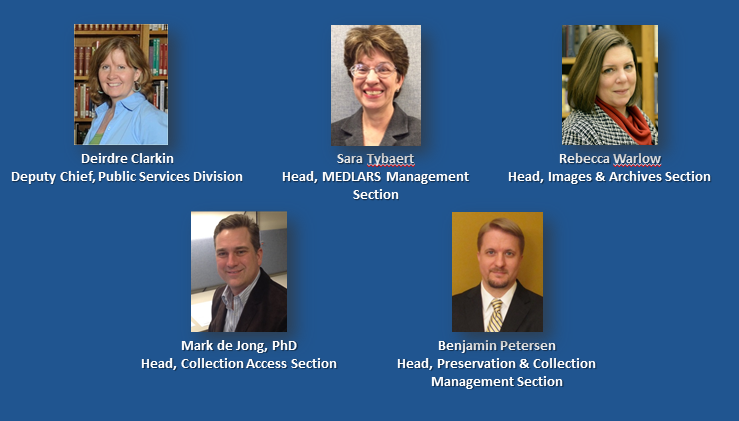 Deirdre Clarkin
Deputy Chief, Public Services Division
Sara Tybaert
Head, MEDLARS Management
Section
Rebecca Warlow
Head, Images & Archives Section
Mark de Jong, PhD
Head, Collection Access Section
Benjamin Petersen
Head, Preservation & Collection
Management Section